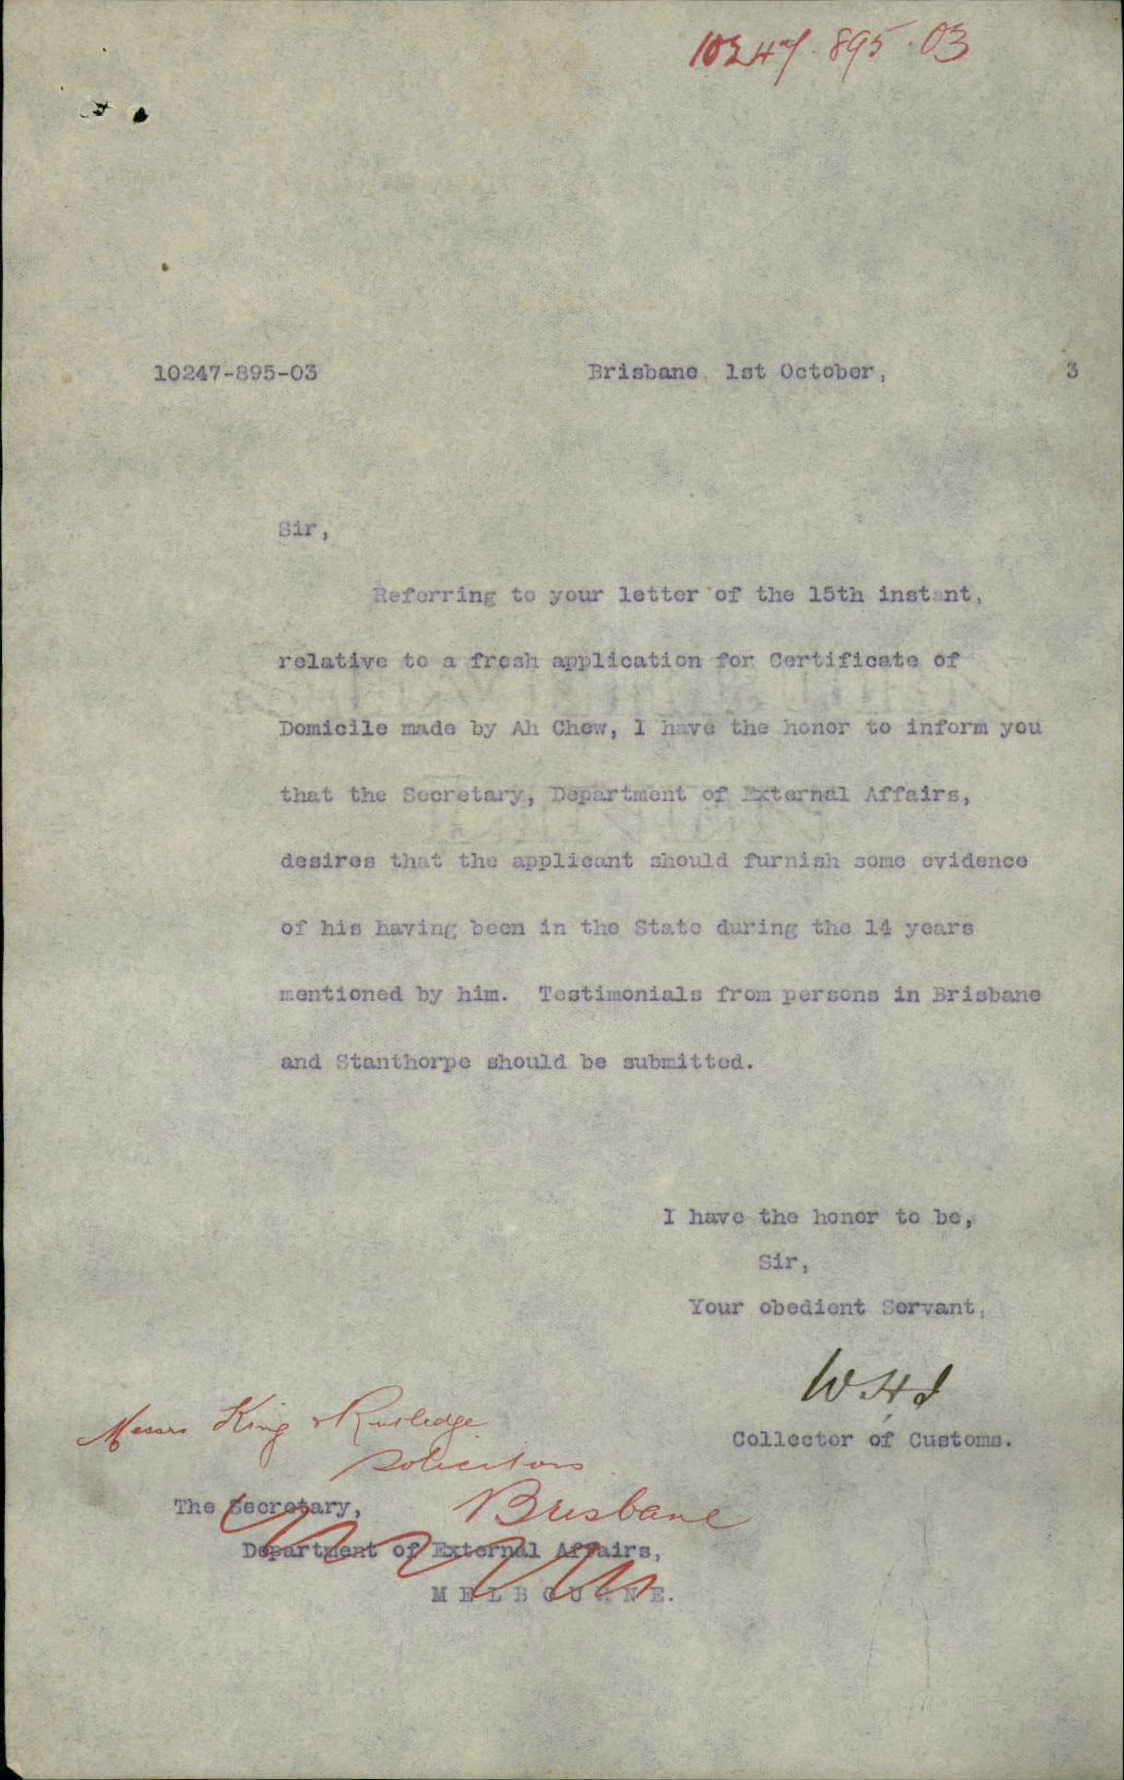 10247.895.03
10247-895-03 Brisbane, 1st October, 3
Sir,
Referring to your letter of the 15th instant,
relative to a fresh application for Certificate of
Domicile made by Ah Chew, I have the honor to inform you
that the Secretary, Department of External Affairs,
desires that the applicant should furnish some evidence
of his having been in the State during the 14 years
mentioned by him. Testimonials from persons in Brisbane
and Stanthorpe should be submitted.
I have the honor to be,
Sir,
Your obedient Servant,
W.H.I
Collector of Customs.
Messrs King & Rutledge
Solicitors
Brisbane
The Secretary,
Department of External Affairs,
MELBOURNE.